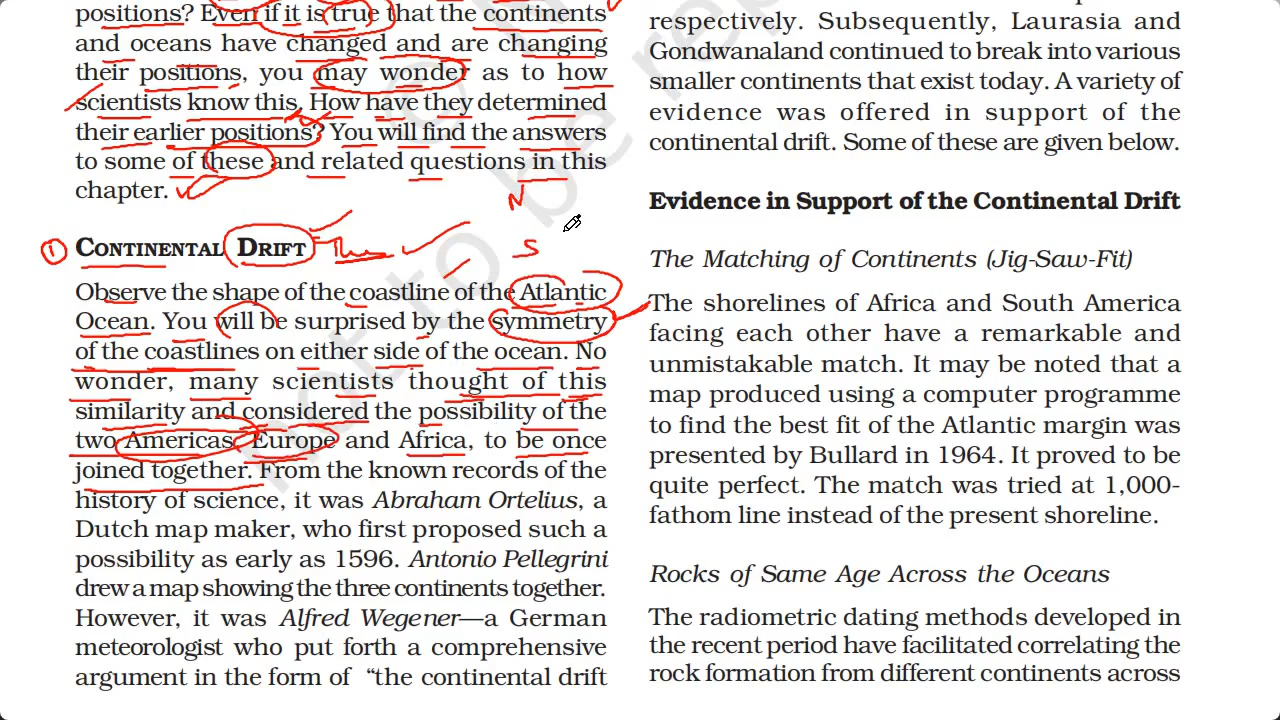 positions? Even if it is true that the continents
and oceans have changed and are changing
their positions, you may wonder as to how
scientists know this. How have they determined
their earlier positions? You will find the answers
to some of these and related questions in this
chapter.
N
① CONTINENTAL DRIFT
S
Observe the shape of the coastline of the Atlantic
Ocean. You will be surprised by the symmetry
of the coastlines on either side of the ocean. No
wonder, many scientists thought of this
similarity and considered the possibility of the
two Americas, Europe and Africa, to be once
joined together. From the known records of the
history of science, it was Abraham Ortelius, a
Dutch map maker, who first proposed such a
possibility as early as 1596. Antonio Pellegrini
drew a map showing the three continents together.
However, it was Alfred Wegener—a German
meteorologist who put forth a comprehensive
argument in the form of “the continental drift
respectively. Subsequently, Laurasia and
Gondwanaland continued to break into various
smaller continents that exist today. A variety of
evidence was offered in support of the
continental drift. Some of these are given below.
Evidence in Support of the Continental Drift
The Matching of Continents (Jig-Saw-Fit)
The shorelines of Africa and South America
facing each other have a remarkable and
unmistakable match. It may be noted that a
map produced using a computer programme
to find the best fit of the Atlantic margin was
presented by Bullard in 1964. It proved to be
quite perfect. The match was tried at 1,000-
fathom line instead of the present shoreline.
Rocks of Same Age Across the Oceans
The radiometric dating methods developed in
the recent period have facilitated correlating the
rock formation from different continents across
not to be rep